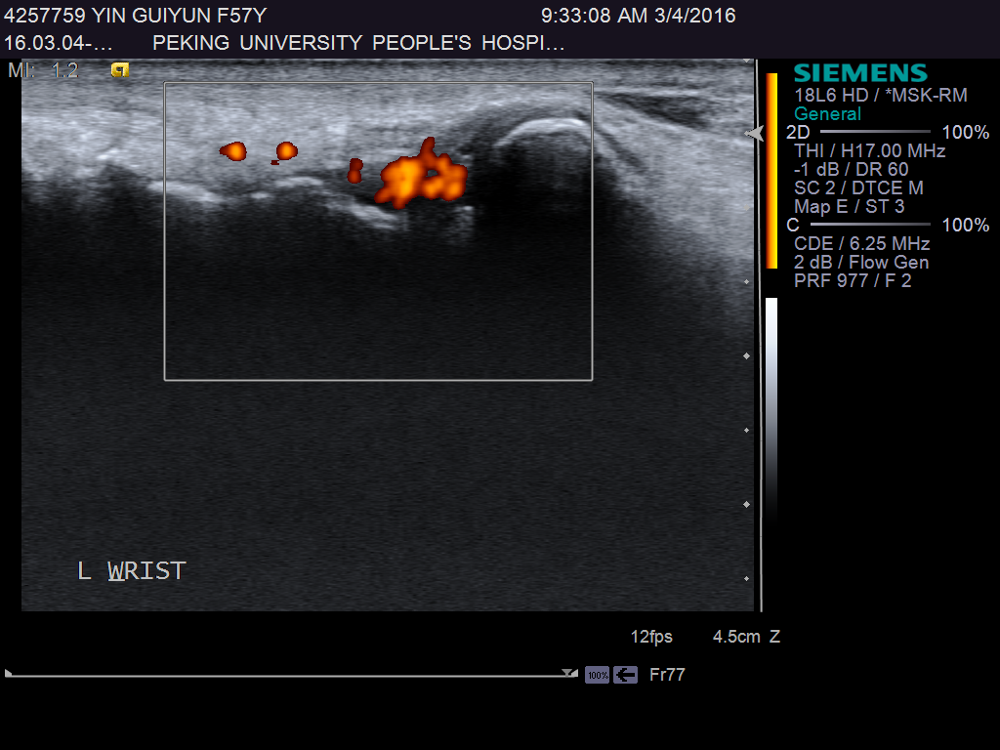 4257759 YIN GUIYUN F57Y 9:33:08 AM 3/4/2016
16.03.04-... PEKING UNIVERSITY PEOPLE'S HOSPI...
MI: 1.2
SIEMENS
18L6 HD / *MSK-RM
General
2D 100%
THI / H17.00 MHz
-1 dB / DR 60
SC 2 / DTCE M
Map E / ST 3
C 100%
CDE / 6.25 MHz
2 dB / Flow Gen
PRF 977 / F 2
L WRIST
12fps 4.5cm Z
100% Fr77